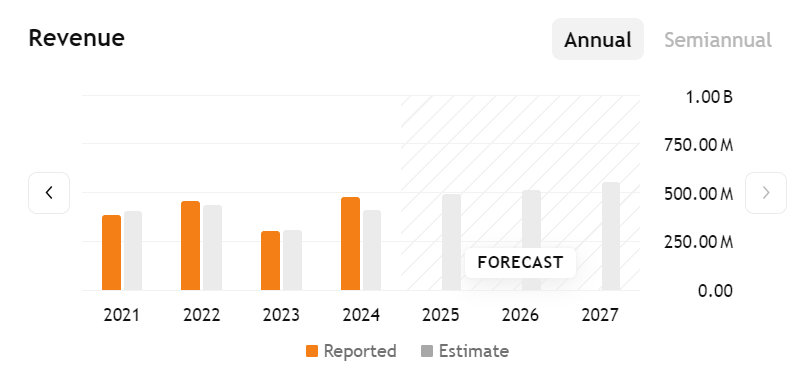 Revenue
Annual Semiannual
1.00 B
750.00 M
500.00 M
250.00 M
FORECAST
0.00
2021 2022 2023 2024 2025 2026 2027
Reported Estimate